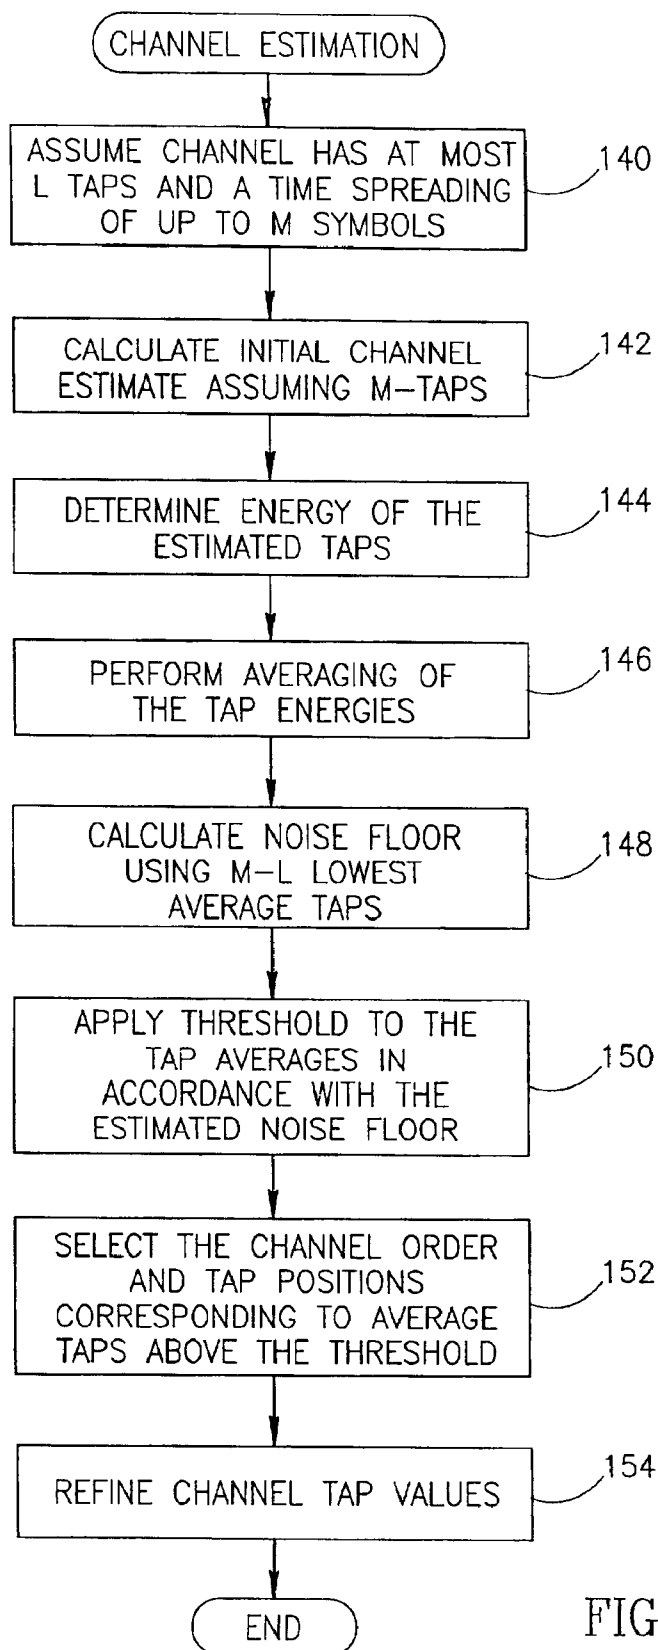 CHANNEL ESTIMATION
ASSUME CHANNEL HAS AT MOST
L TAPS AND A TIME SPREADING
OF UP TO M SYMBOLS
140
CALCULATE INITIAL CHANNEL
ESTIMATE ASSUMING M-TAPS
142
DETERMINE ENERGY OF THE
ESTIMATED TAPS
144
PERFORM AVERAGING OF
THE TAP ENERGIES
146
CALCULATE NOISE FLOOR
USING M-L LOWEST
AVERAGE TAPS
148
APPLY THRESHOLD TO THE
TAP AVERAGES IN
ACCORDANCE WITH THE
ESTIMATED NOISE FLOOR
150
SELECT THE CHANNEL ORDER
AND TAP POSITIONS
CORRESPONDING TO AVERAGE
TAPS ABOVE THE THRESHOLD
152
REFINE CHANNEL TAP VALUES
154
END
FIG